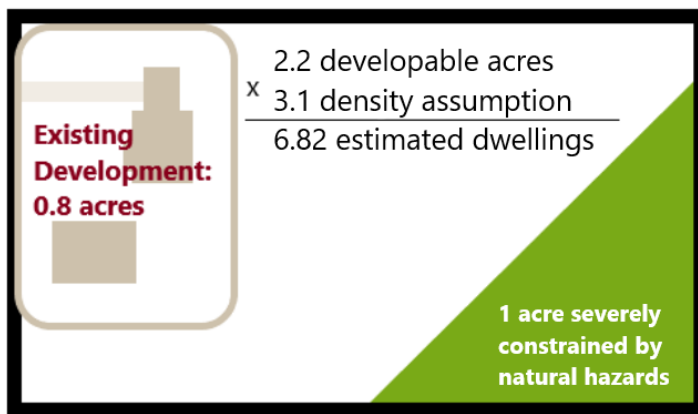 2.2 developable acres
x 3.1 density assumption
6.82 estimated dwellings
Existing
Development:
0.8 acres
1 acre severely
constrained by
natural hazards